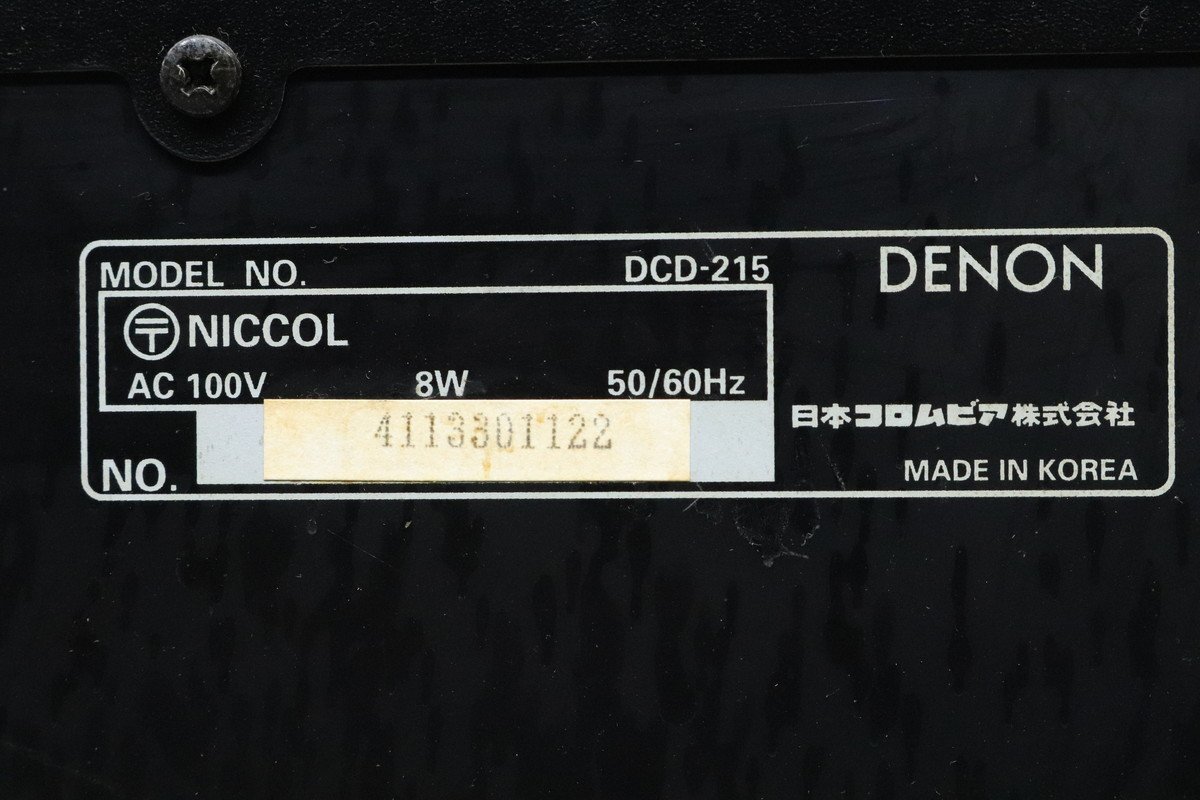 MODEL NO. DCD-215
DENON
〒 NICCOL
AC 100V 8W 50/60Hz
日本コロムビア株式会社
4113301122
NO.
MADE IN KOREA